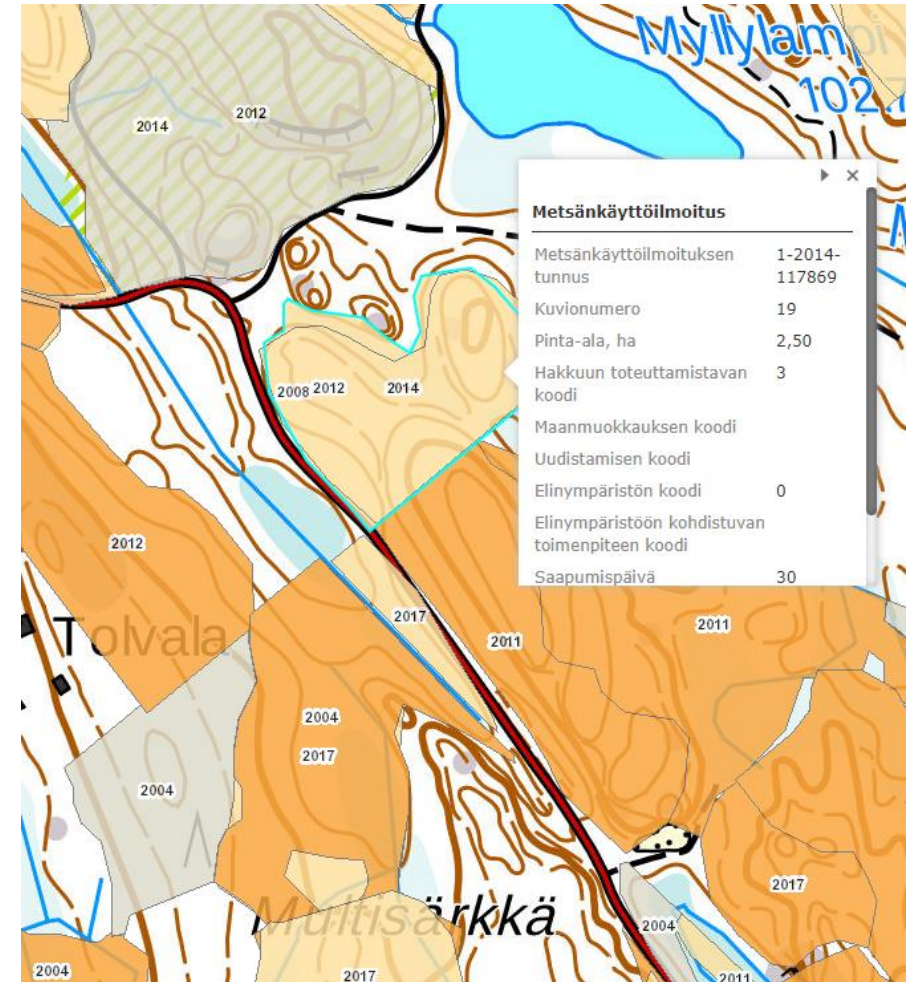 Myllylampi
102.
2012
2014
Metsänkäyttöilmoitus
Metsänkäyttöilmoituksen 1-2014-
tunnus 117869
Kuvionumero 19
Pinta-ala, ha 2,50
Hakkuun toteuttamistavan 3
koodi
Maanmuokkauksen koodi
Uudistamisen koodi
Elinympäristön koodi 0
Elinympäristöön kohdistuvan
toimenpiteen koodi
Saapumispäivä 30
2008 2012 2014
2012
2017
2011
2011
Tolvala
2004
2017
2004
2017
Multisärkkä
2004
2004
2017
2011